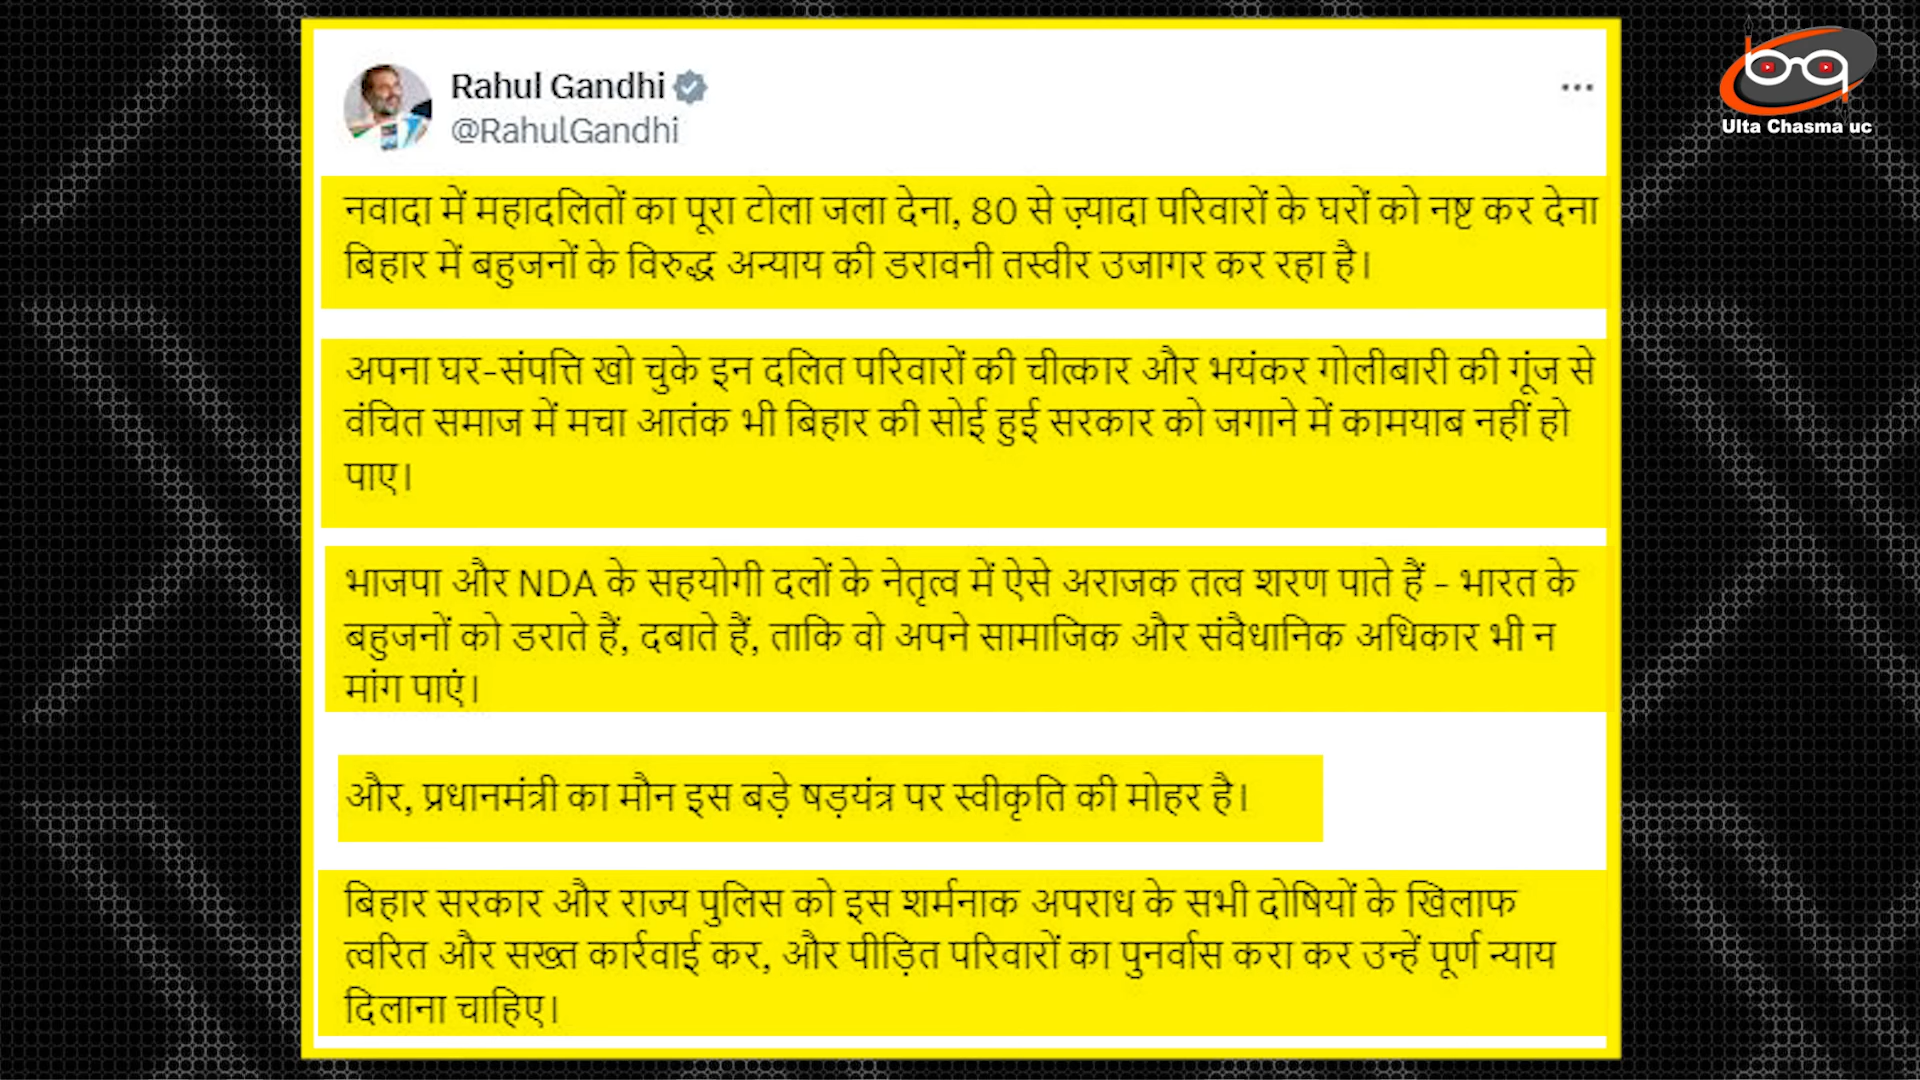 Rahul Gandhi
@RahulGandhi
Ulta Chasma uc
नवादा में महादलितों का पूरा टोला जला देना, 80 से ज़्यादा परिवारों के घरों को नष्ट कर देना
बिहार में बहुजनों के विरुद्ध अन्याय की डरावनी तस्वीर उजागर कर रहा है।
अपना घर-संपत्ति खो चुके इन दलित परिवारों की चीत्कार और भयंकर गोलीबारी की गूंज से
वंचित समाज में मचा आतंक भी बिहार की सोई हुई सरकार को जगाने में कामयाब नहीं हो
पाए।
भाजपा और NDA के सहयोगी दलों के नेतृत्व में ऐसे अराजक तत्व शरण पाते हैं - भारत के
बहुजनों को डराते हैं, दबाते हैं, ताकि वो अपने सामाजिक और संवैधानिक अधिकार भी न
मांग पाएं।
और, प्रधानमंत्री का मौन इस बड़े षड़यंत्र पर स्वीकृति की मोहर है।
बिहार सरकार और राज्य पुलिस को इस शर्मनाक अपराध के सभी दोषियों के खिलाफ
त्वरित और सख्त कार्रवाई कर, और पीड़ित परिवारों का पुनर्वास करा कर उन्हें पूर्ण न्याय
दिलाना चाहिए।